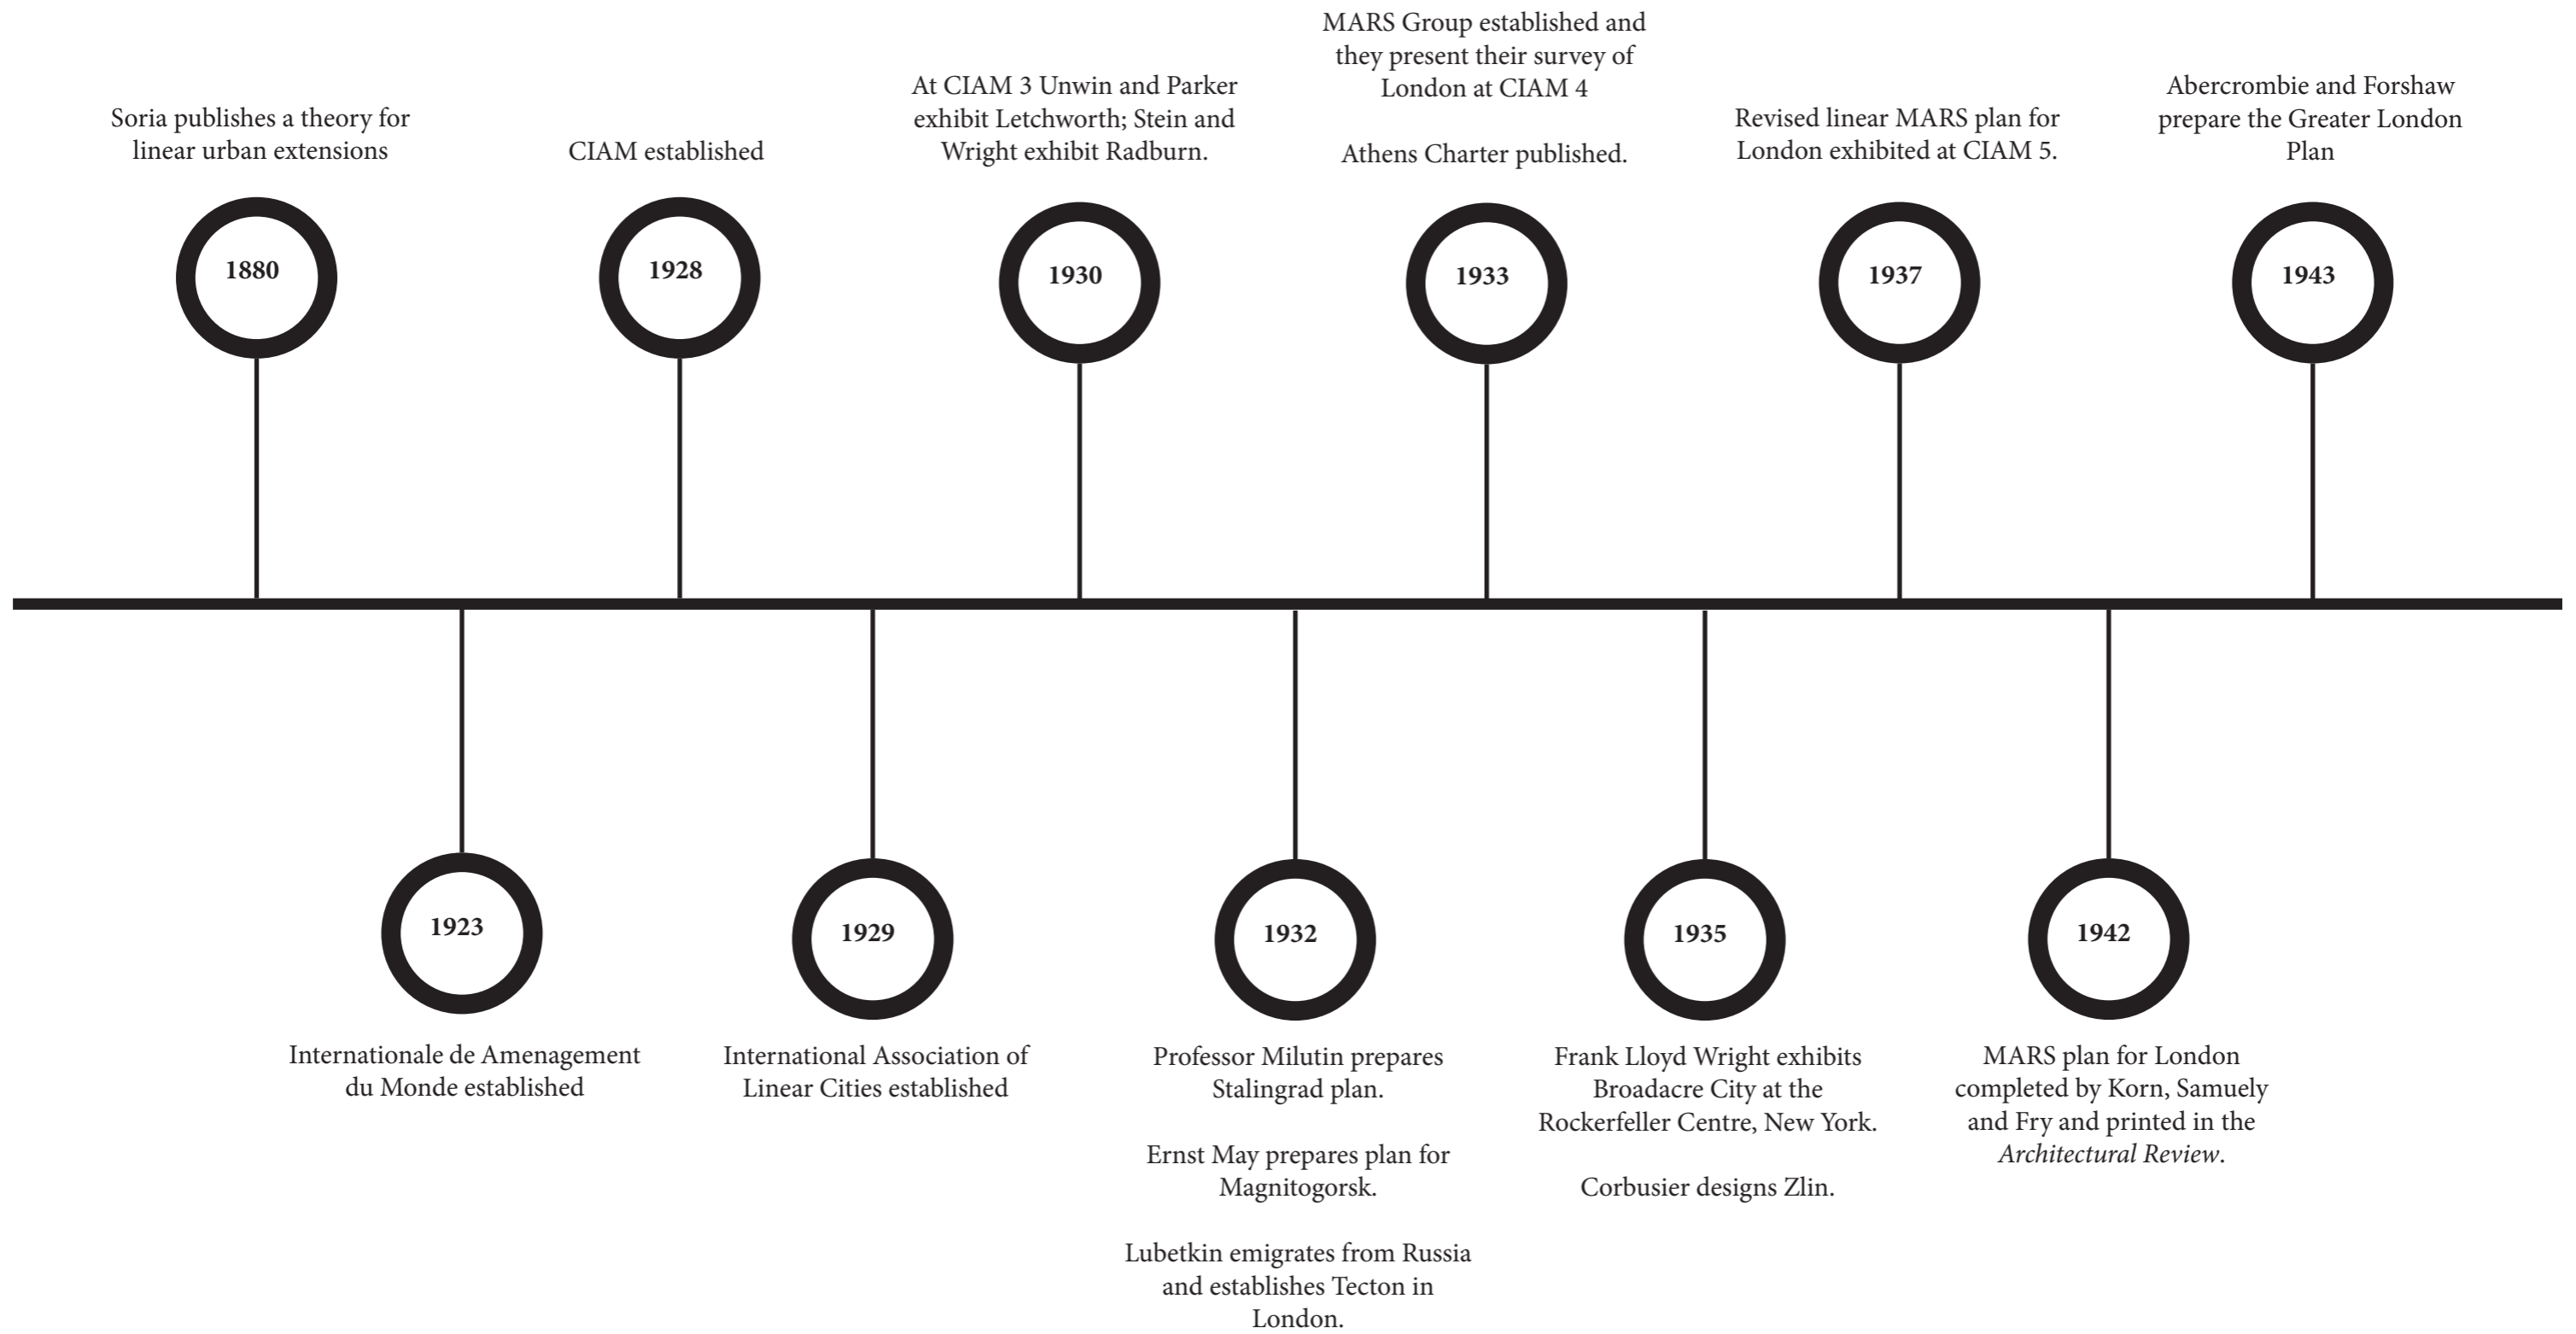 Soria publishes a theory for
linear urban extensions
1880
Internationale de Amenagement
du Monde established
1923
CIAM established
1928
International Association of
Linear Cities established
1929
At CIAM 3 Unwin and Parker
exhibit Letchworth; Stein and
Wright exhibit Radburn.
1930
1932
Professor Milutin prepares
Stalingrad plan.
Ernst May prepares plan for
Magnitogorsk.
Lubetkin emigrates from Russia
and establishes Tecton in
London.
MARS Group established and
they present their survey of
London at CIAM 4
Athens Charter published.
1933
1935
Frank Lloyd Wright exhibits
Broadacre City at the
Rockerfeller Centre, New York.
Corbusier designs Zlin.
Revised linear MARS plan for
London exhibited at CIAM 5.
1937
1942
MARS plan for London
completed by Korn, Samuely
and Fry and printed in the
Architectural Review.
Abercrombie and Forshaw
prepare the Greater London
Plan
1943